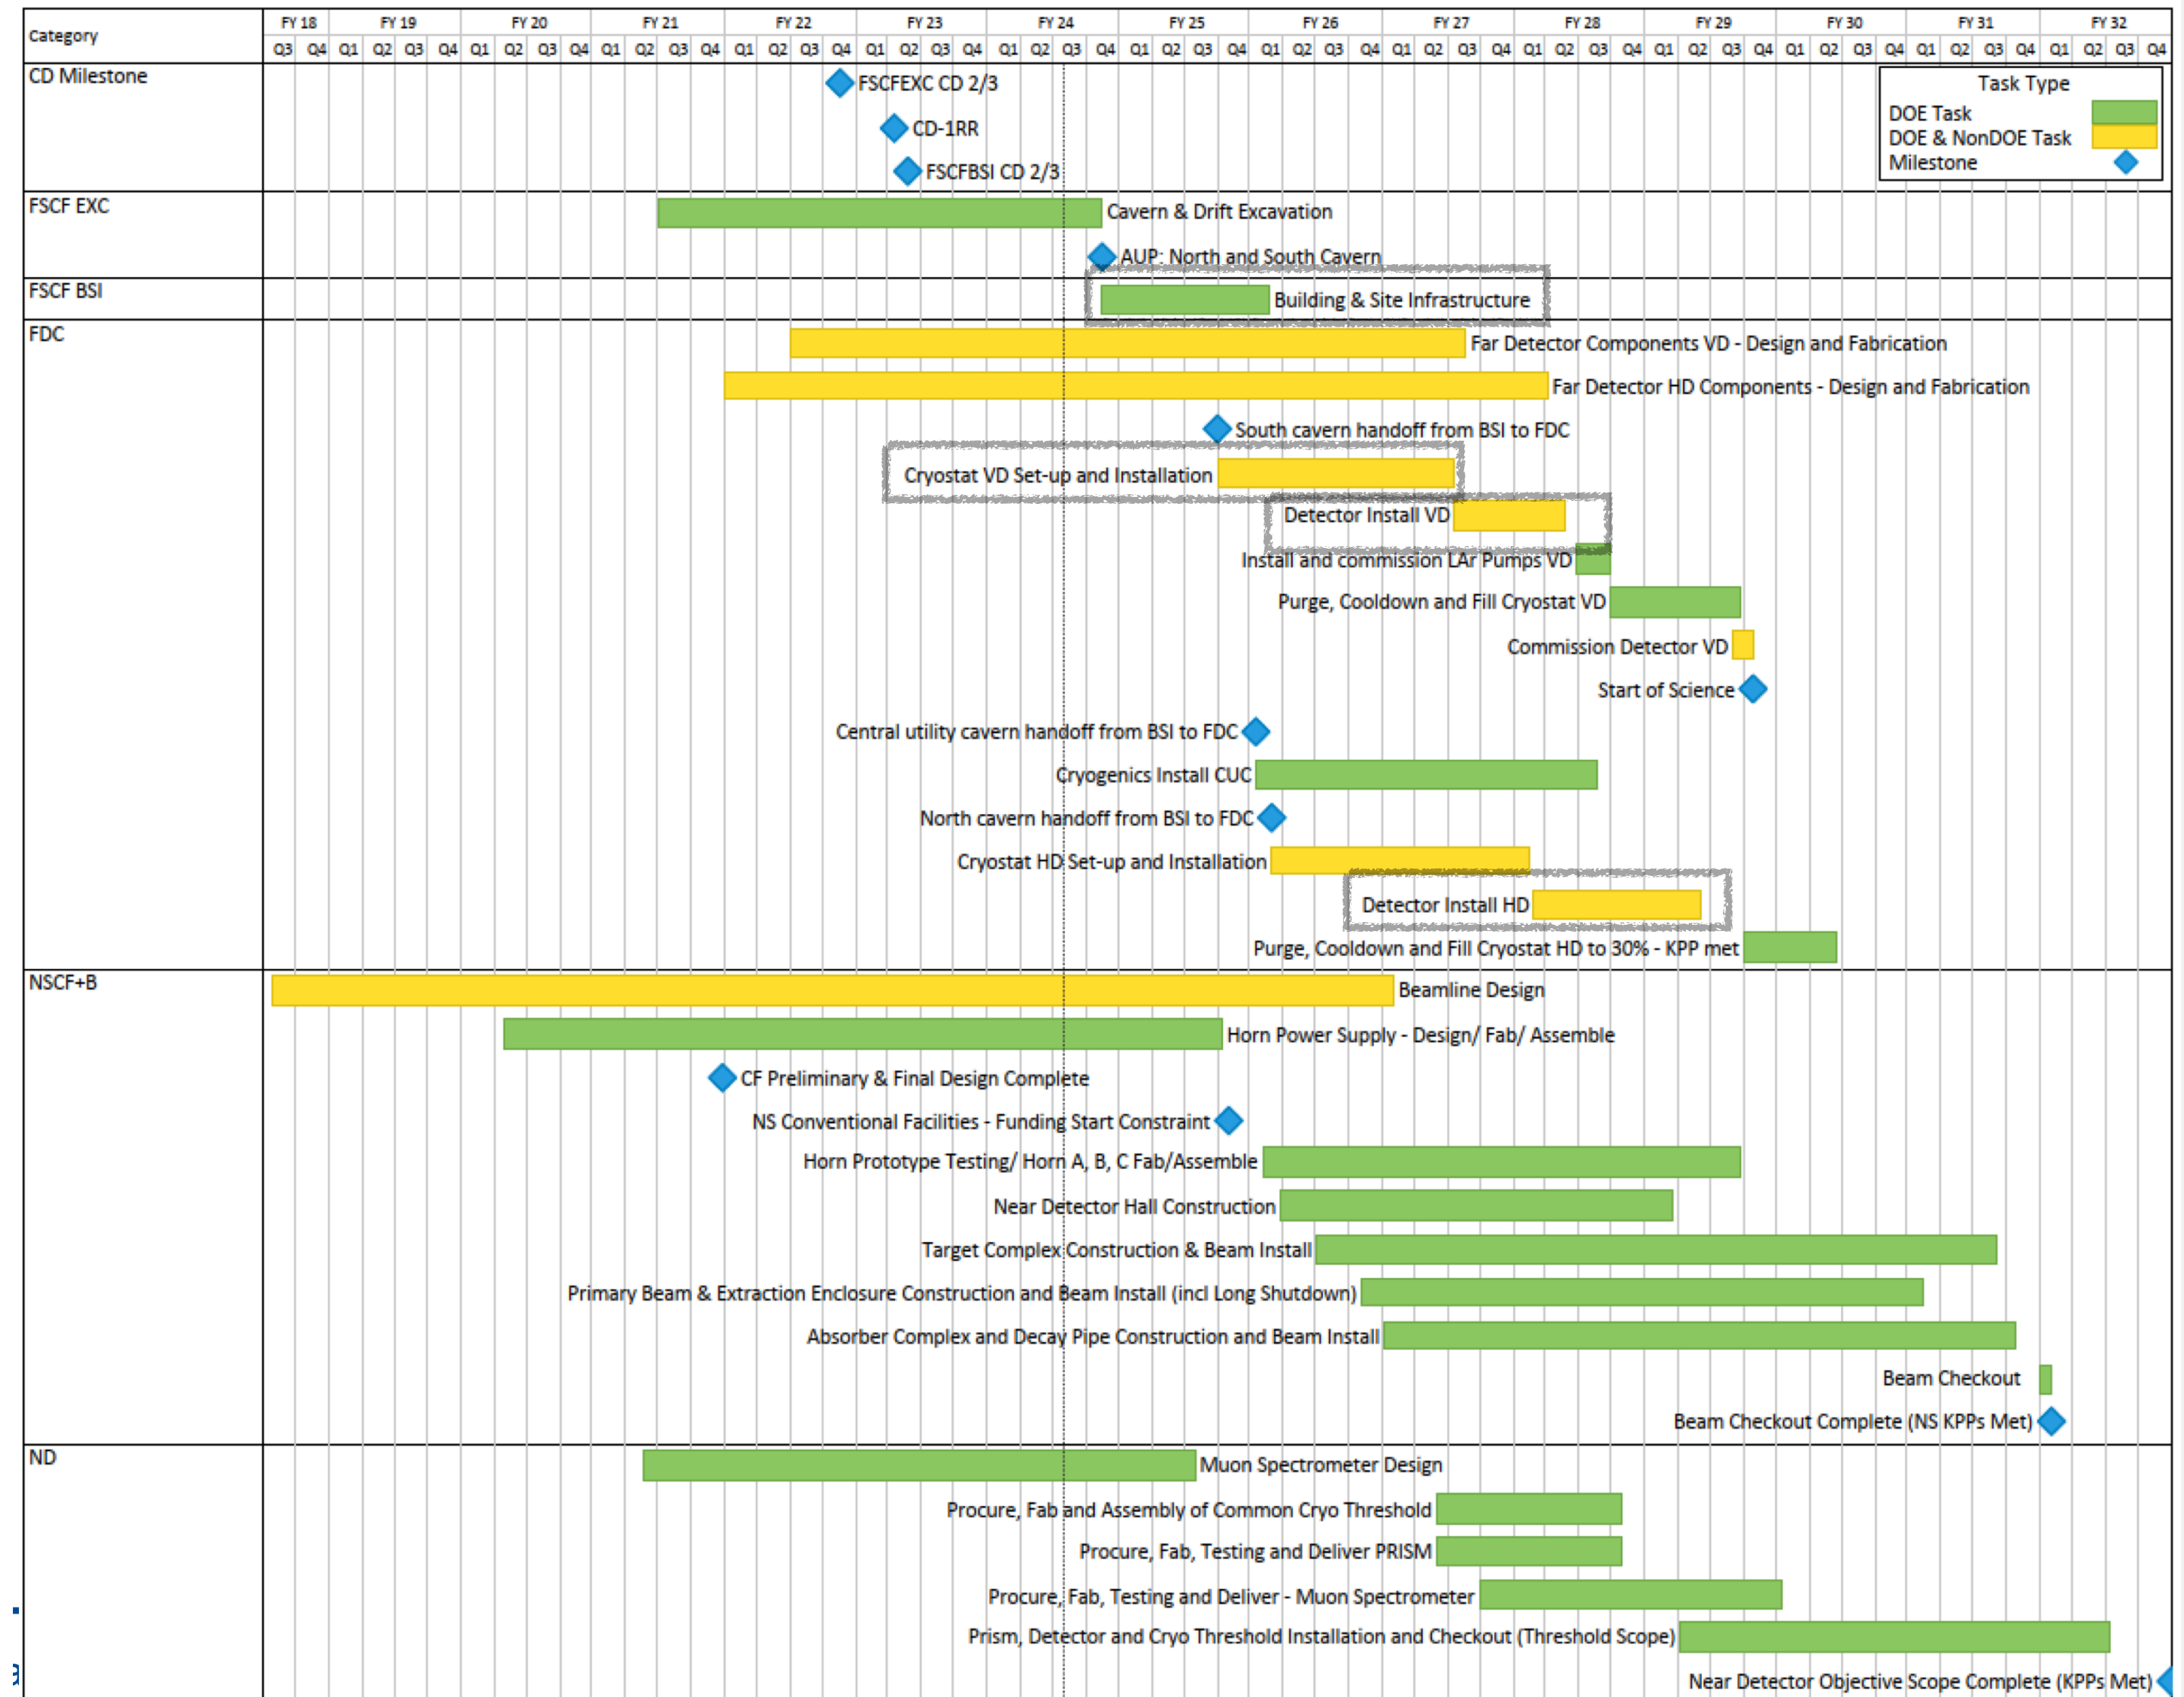 Category
FY 18 FY 19 FY 20 FY 21 FY 22 FY 23 FY 24 FY 25 FY 26 FY 27 FY 28 FY 29 FY 30 FY 31 FY 32
Q3 Q4 Q1 Q2 Q3 Q4 Q1 Q2 Q3 Q4 Q1 Q2 Q3 Q4 Q1 Q2 Q3 Q4 Q1 Q2 Q3 Q4 Q1 Q2 Q3 Q4 Q1 Q2 Q3 Q4 Q1 Q2 Q3 Q4 Q1 Q2 Q3 Q4 Q1 Q2 Q3 Q4 Q1 Q2 Q3 Q4 Q1 Q2 Q3 Q4 Q1 Q2 Q3 Q4 Q1 Q2 Q3 Q4
CD Milestone
FSCFEXC CD 2/3
CD-1RR
FSCFBSI CD 2/3
Task Type
DOE Task
DOE & NonDOE Task
Milestone
FSCF EXC
Cavern & Drift Excavation
AUP: North and South Cavern
FSCF BSI
Building & Site Infrastructure
FDC
Far Detector Components VD - Design and Fabrication
Far Detector HD Components - Design and Fabrication
South cavern handoff from BSI to FDC
Cryostat VD Set-up and Installation
Detector Install VD
Install and commission LAr Pumps VD
Purge, Cooldown and Fill Cryostat VD
Commission Detector VD
Start of Science
Central utility cavern handoff from BSI to FDC
Cryogenics Install CUC
North cavern handoff from BSI to FDC
Cryostat HD Set-up and Installation
Detector Install HD
Purge, Cooldown and Fill Cryostat HD to 30% - KPP met
NSCF+B
Beamline Design
Horn Power Supply - Design/ Fab/ Assemble
CF Preliminary & Final Design Complete
NS Conventional Facilities - Funding Start Constraint
Horn Prototype Testing/ Horn A, B, C Fab/Assemble
Near Detector Hall Construction
Target Complex Construction & Beam Install
Primary Beam & Extraction Enclosure Construction and Beam Install (incl Long Shutdown)
Absorber Complex and Decay Pipe Construction and Beam Install
Beam Checkout
Beam Checkout Complete (NS KPPs Met)
ND
Muon Spectrometer Design
Procure, Fab and Assembly of Common Cryo Threshold
Procure, Fab, Testing and Deliver PRISM
Procure, Fab, Testing and Deliver - Muon Spectrometer
Prism, Detector and Cryo Threshold Installation and Checkout (Threshold Scope)
Near Detector Objective Scope Complete (KPPs Met)